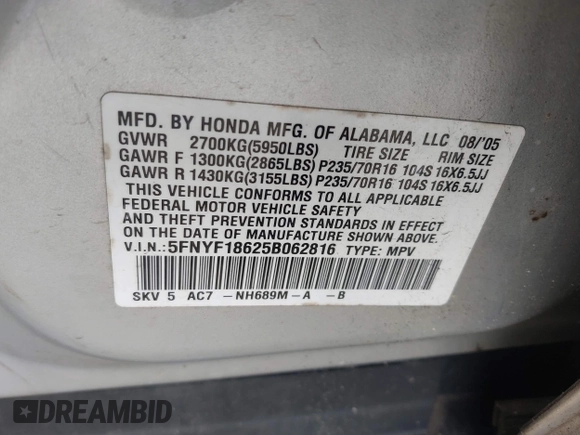 MFD. BY HONDA MFG. OF ALABAMA, LLC 08/'05
GVWR 2700KG(5950LBS) TIRE SIZE RIM SIZE
GAWR F 1300KG(2865LBS) P235/70R16 104S 16X6.5JJ
GAWR R 1430KG(3155LBS) P235/70R16 104S 16X6.5JJ
THIS VEHICLE CONFORMS TO ALL APPLICABLE
FEDERAL MOTOR VEHICLE SAFETY
AND THEFT PREVENTION STANDARDS IN EFFECT
ON THE DATE OF MANUFACTURE SHOWN ABOVE.
V.I.N.: 5FNYF18625B062816 TYPE: MPV
SKV 5 AC7 -NH689M-A -B
DREAMBID